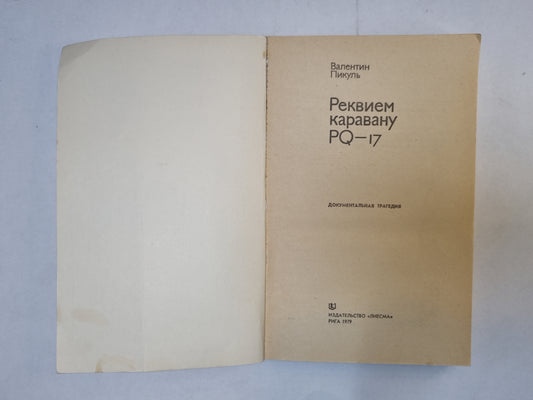 Валентин
Пикуль
Реквием
каравану
PQ—17
ДОКУМЕНТАЛЬНАЯ ТРАГЕДИЯ
ИЗДАТЕЛЬСТВО «ЛИЕСМА»
РИГА 1979